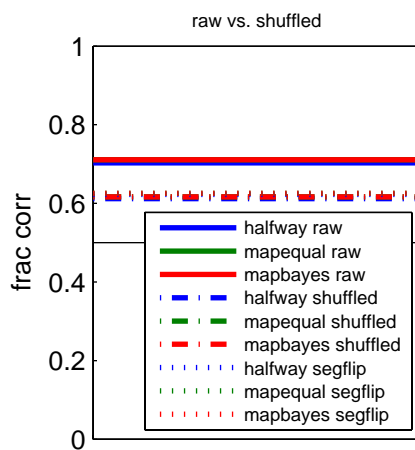 raw vs. shuffled
1
0.8
0.6
0.4
0.2
0
frac corr
halfway raw
mapequal raw
mapbayes raw
halfway shuffled
mapequal shuffled
mapbayes shuffled
halfway segflip
mapequal segflip
mapbayes segflip